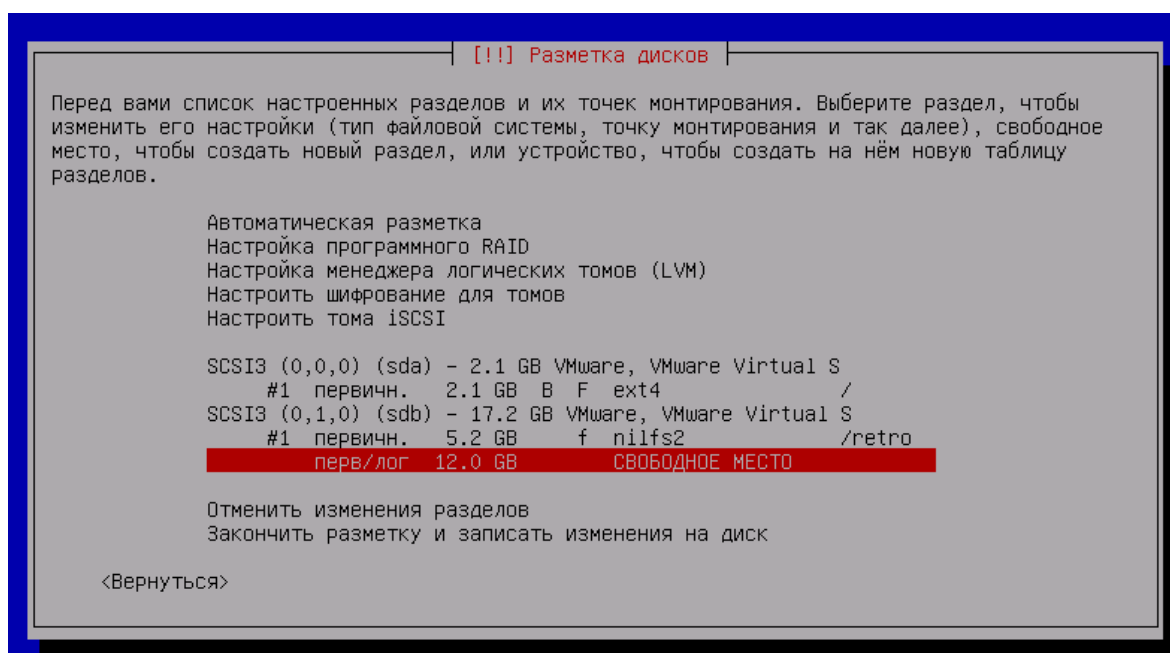 [!!] Разметка дисков
Перед вами список настроенных разделов и их точек монтирования. Выберите раздел, чтобы
изменить его настройки (тип файловой системы, точку монтирования и так далее), свободное
место, чтобы создать новый раздел, или устройство, чтобы создать на нём новую таблицу
разделов.
Автоматическая разметка
Настройка программного RAID
Настройка менеджера логических томов (LVM)
Настроить шифрование для томов
Настроить тома iSCSI
SCSI3 (0,0,0) (sda) – 2.1 GB VMware, VMware Virtual S
#1 первичн. 2.1 GB B F ext4 /
SCSI3 (0,1,0) (sdb) – 17.2 GB VMware, VMware Virtual S
#1 первичн. 5.2 GB f nilfs2 /retro
перв/лог 12.0 GB СВОБОДНОЕ МЕСТО
Отменить изменения разделов
Закончить разметку и записать изменения на диск
<Вернуться>